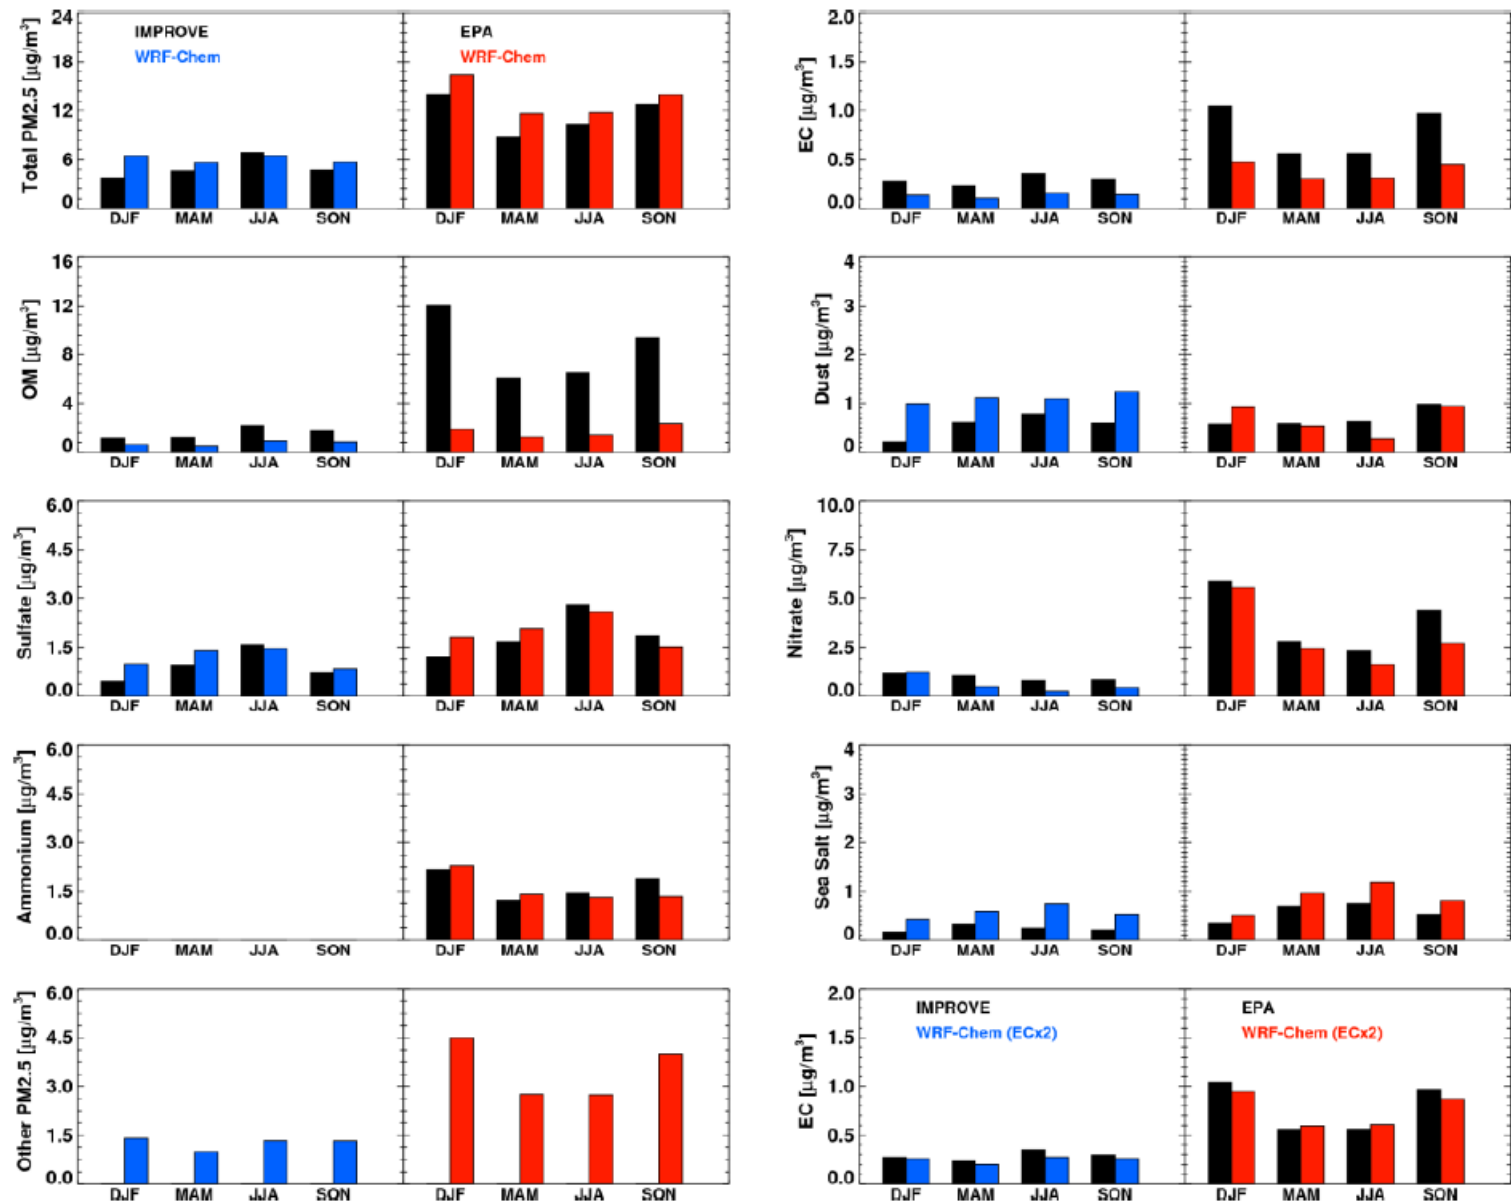 Total PM2.5 [µg/m³]
24
18
12
6
0
IMPROVE
WRF-Chem
EPA
WRF-Chem
DJF MAM JJA SON DJF MAM JJA SON
EC [µg/m³]
2.0
1.5
1.0
0.5
0.0
DJF MAM JJA SON DJF MAM JJA SON
OM [µg/m³]
16
12
8
4
0
DJF MAM JJA SON DJF MAM JJA SON
Dust [µg/m³]
4
3
2
1
0
DJF MAM JJA SON DJF MAM JJA SON
Sulfate [µg/m³]
6.0
4.5
3.0
1.5
0.0
DJF MAM JJA SON DJF MAM JJA SON
Nitrate [µg/m³]
10.0
7.5
5.0
2.5
0.0
DJF MAM JJA SON DJF MAM JJA SON
Ammonium [µg/m³]
6.0
4.5
3.0
1.5
0.0
DJF MAM JJA SON DJF MAM JJA SON
Sea Salt [µg/m³]
4
3
2
1
0
DJF MAM JJA SON DJF MAM JJA SON
Other PM2.5 [µg/m³]
6.0
4.5
3.0
1.5
0.0
DJF MAM JJA SON DJF MAM JJA SON
EC [µg/m³]
2.0
1.5
1.0
0.5
0.0
IMPROVE
WRF-Chem (ECx2)
EPA
WRF-Chem (ECx2)
DJF MAM JJA SON DJF MAM JJA SON